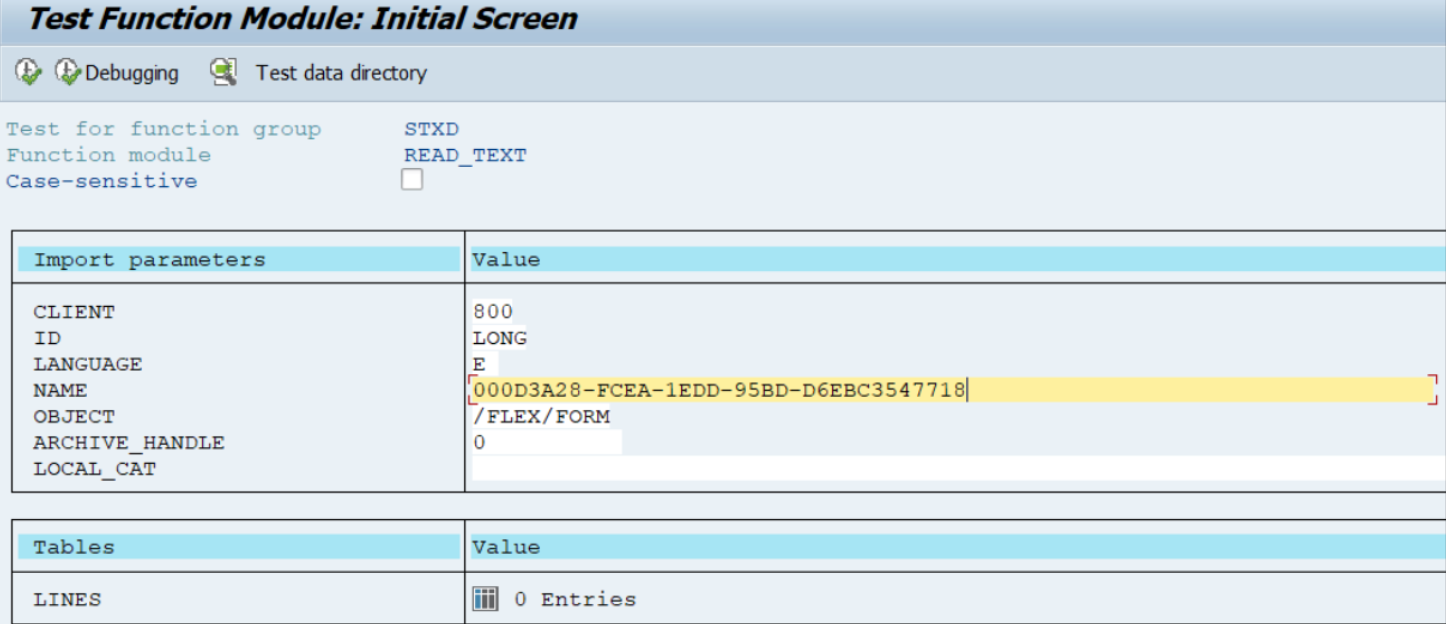 Test Function Module: Initial Screen
Debugging Test data directory
Test for function group STXD
Function module READ_TEXT
Case-sensitive
Import parameters Value
CLIENT 800
ID LONG
LANGUAGE E
NAME 000D3A28-FCEA-1EDD-95BD-D6EBC3547718
OBJECT /FLEX/FORM
ARCHIVE_HANDLE 0
LOCAL_CAT
Tables Value
LINES 0 Entries